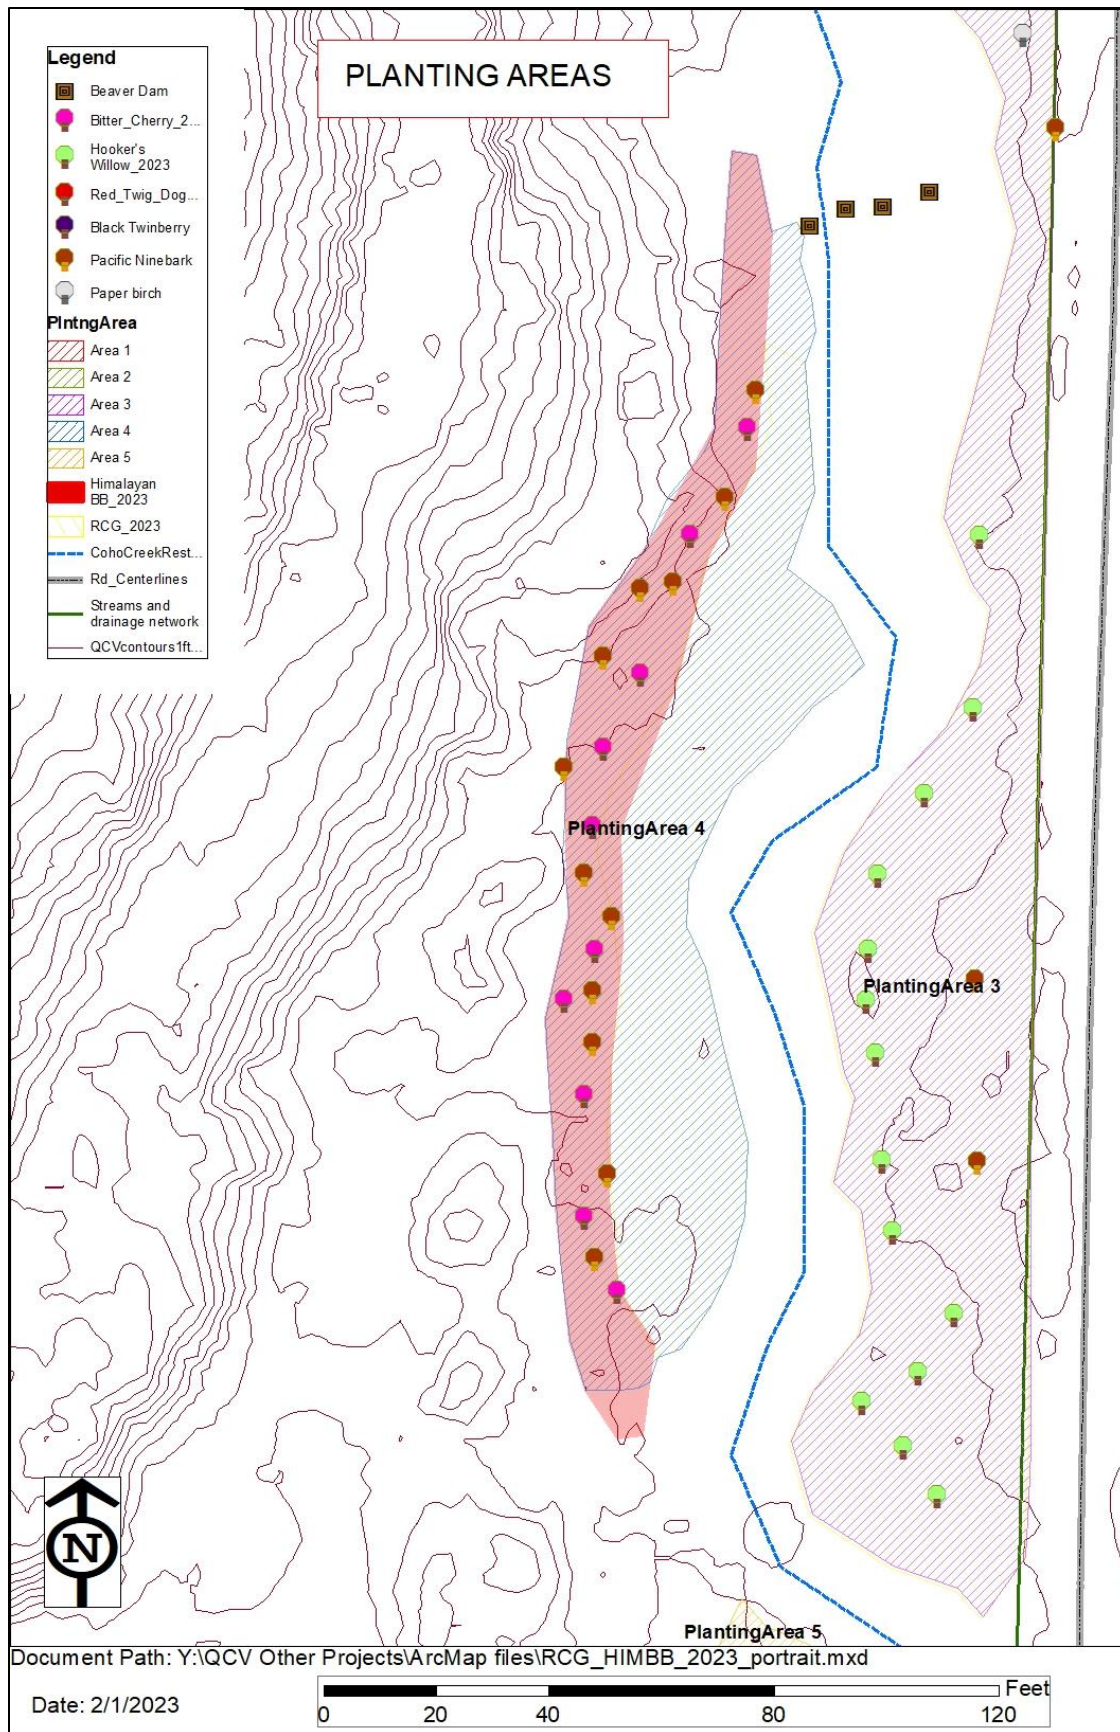 PLANTING AREAS
Legend
Beaver Dam
Bitter_Cherry_2...
Hooker's
Willow_2023
Red_Twig_Dog...
Black Twinberry
Pacific Ninebark
Paper birch
PlntngArea
Area 1
Area 2
Area 3
Area 4
Area 5
Himalayan
BB_2023
RCG_2023
CohoCreekRest...
Rd_Centerlines
Streams and
drainage network
QCVcontours1ft...
PlantingArea 4
PlantingArea 3
N
PlantingArea 5
Document Path: Y:\QCV Other Projects\ArcMap files\RCG_HIMBB_2023_portrait.mxd
Date: 2/1/2023
Feet
0 20 40 80 120